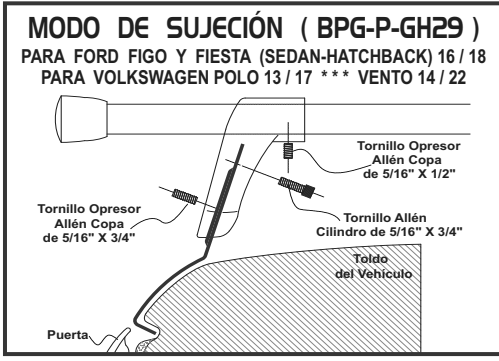 MODO DE SUJECIÓN ( BPG-P-GH29 )
PARA FORD FIGO Y FIESTA (SEDAN-HATCHBACK) 16 / 18
PARA VOLKSWAGEN POLO 13 / 17 * * * VENTO 14 / 22
Tornillo Opresor
Allén Copa
de 5/16" X 1/2"
Tornillo Opresor
Allén Copa
de 5/16" X 3/4"
Tornillo Allén
Cilindro de 5/16" X 3/4"
Toldo
del Vehículo
Puerta